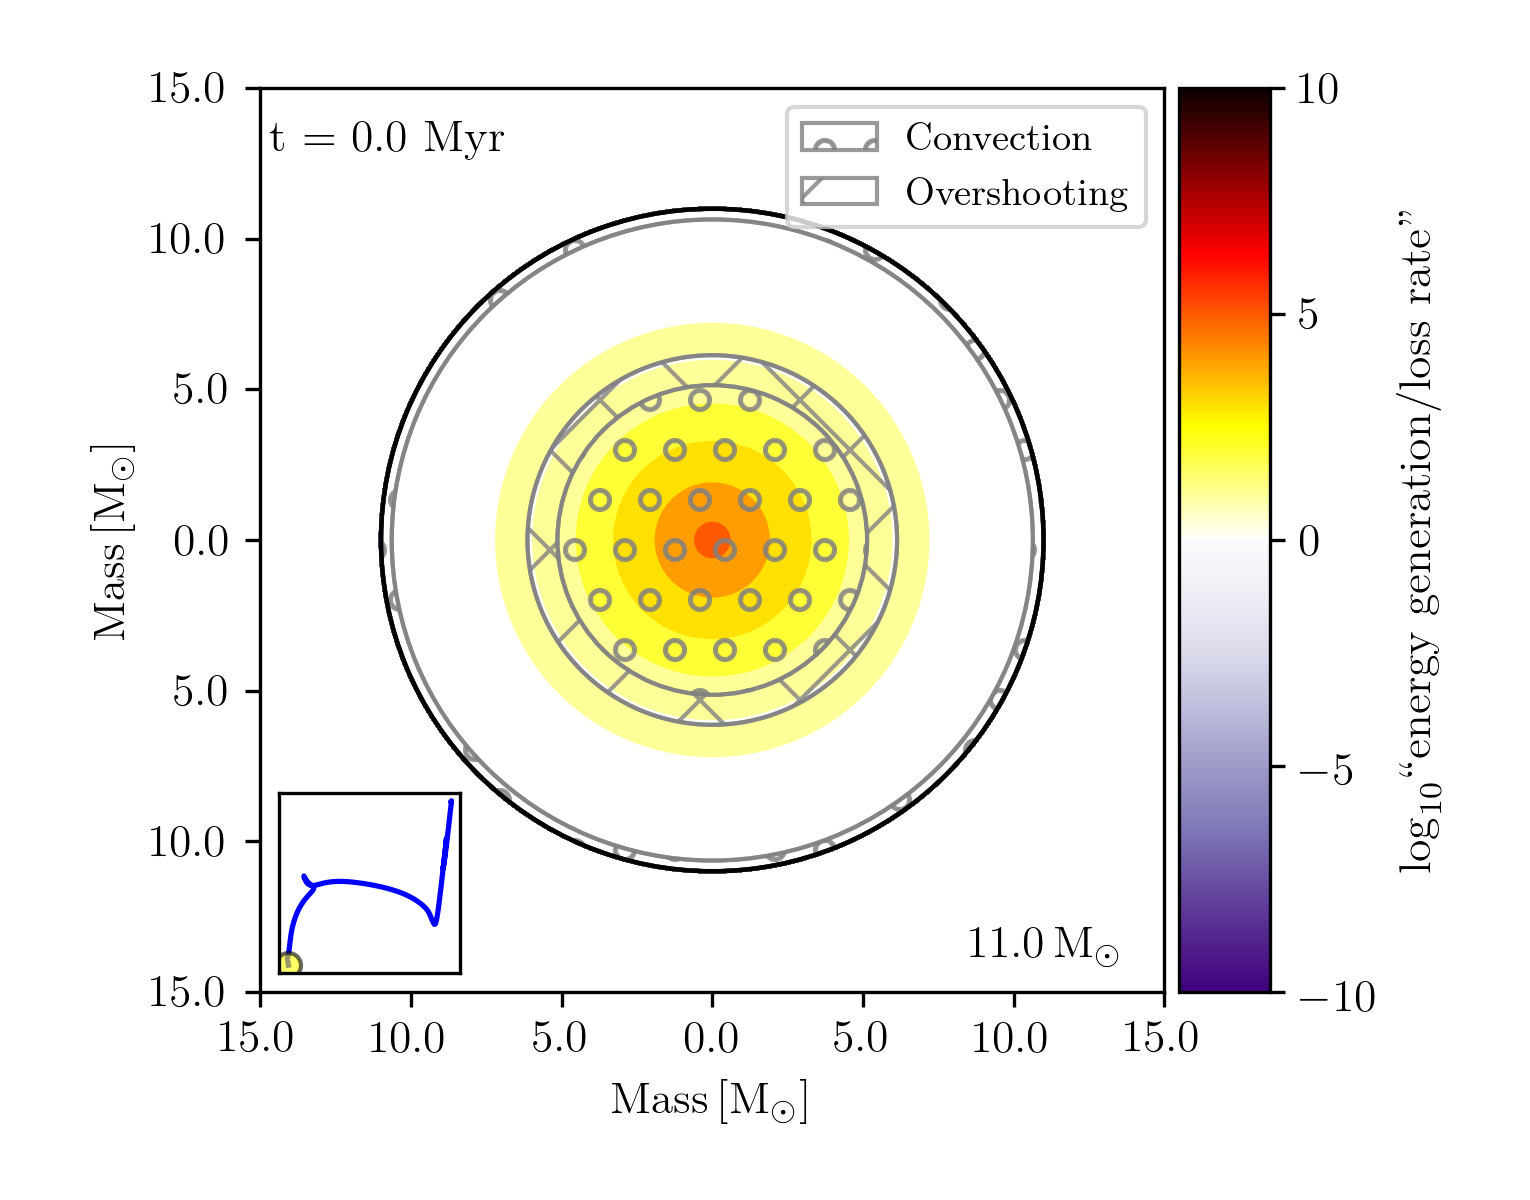 t = 0.0 Myr
Convection
Overshooting
15.0
10.0
5.0
0.0
5.0
10.0
15.0
Mass [M☉]
11.0 M☉
15.0 10.0 5.0 0.0 5.0 10.0 15.0
Mass [M☉]
10
5
0
−5
−10
log₁₀ “energy generation/loss rate”